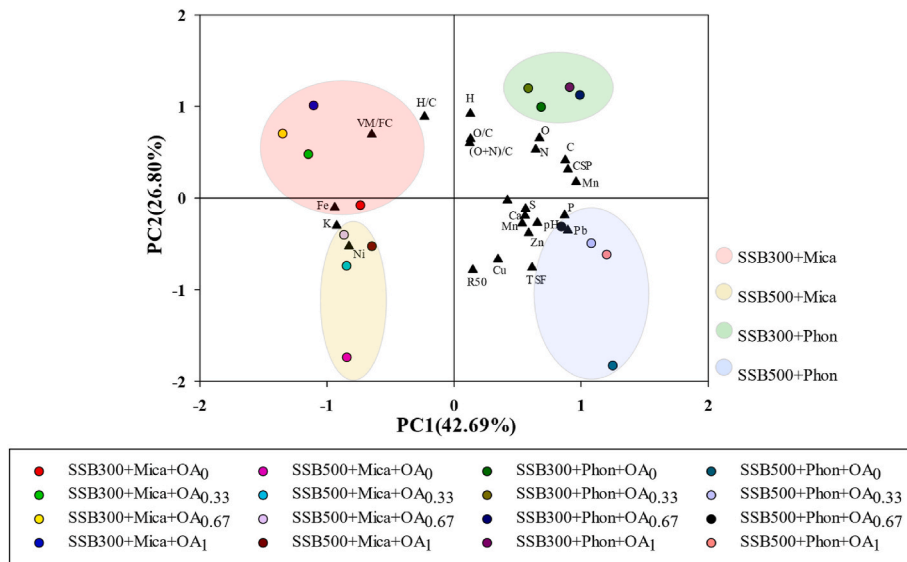 2
1
0
-1
-2
PC2(26.80%)
-2
-1
0
1
2
PC1(42.69%)
H/C
H
VM/FC
O/C
(O+N)/C
O
N
C
CSP
Mn
Fe
K
Ni
S
Ca
Mn
pH
P
Pb
Zn
Cu
R50
TSF
SSB300+Mica
SSB500+Mica
SSB300+Phon
SSB500+Phon
SSB300+Mica+OA0 SSB500+Mica+OA0 SSB300+Phon+OA0 SSB500+Phon+OA0
SSB300+Mica+OA0.33 SSB500+Mica+OA0.33 SSB300+Phon+OA0.33 SSB500+Phon+OA0.33
SSB300+Mica+OA0.67 SSB500+Mica+OA0.67 SSB300+Phon+OA0.67 SSB500+Phon+OA0.67
SSB300+Mica+OA1 SSB500+Mica+OA1 SSB300+Phon+OA1 SSB500+Phon+OA1